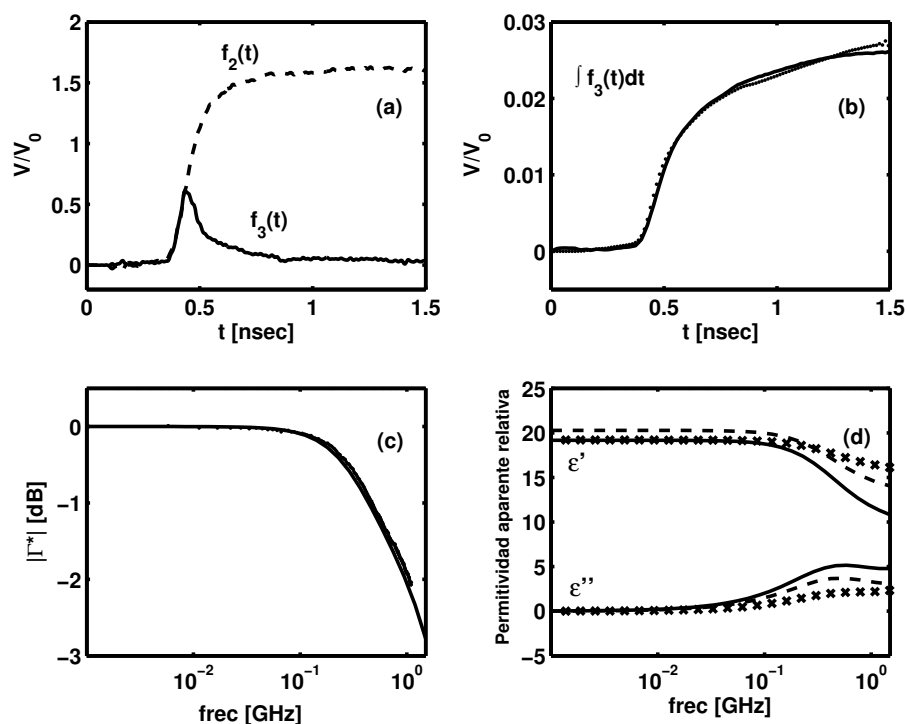 2
1.5
1
0.5
0
V/V0
f2(t)
f3(t)
(a)
0 0.5 1 1.5
t [nsec]
0.03
0.02
0.01
0
V/V0
∫ f3(t)dt
(b)
0 0.5 1 1.5
t [nsec]
0
−1
−2
−3
|Γ*| [dB]
(c)
10−2 10−1 100
frec [GHz]
25
20
15
10
5
0
−5
Permitividad aparente relativa
(d)
ε'
ε''
10−2 10−1 100
frec [GHz]